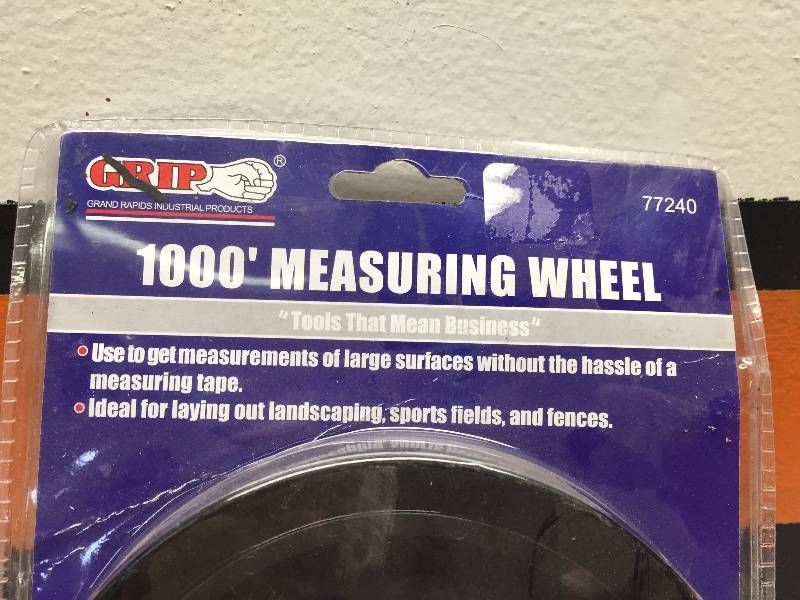 GRIP®
GRAND RAPIDS INDUSTRIAL PRODUCTS
77240
1000' MEASURING WHEEL
"Tools That Mean Business"
Use to get measurements of large surfaces without the hassle of a
measuring tape.
Ideal for laying out landscaping, sports fields, and fences.